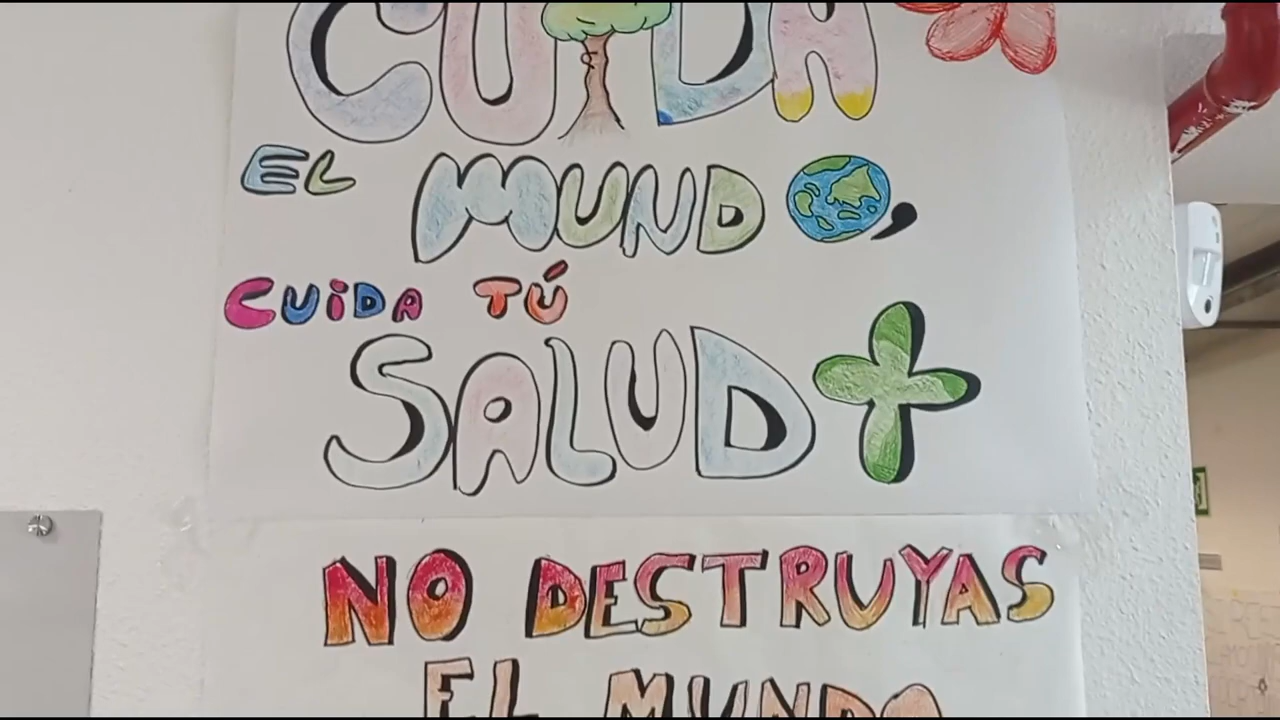 CUIDA
EL MUNDO,
CUIDA TÚ
SALUD+
NO DESTRUYAS
EL MUNDO